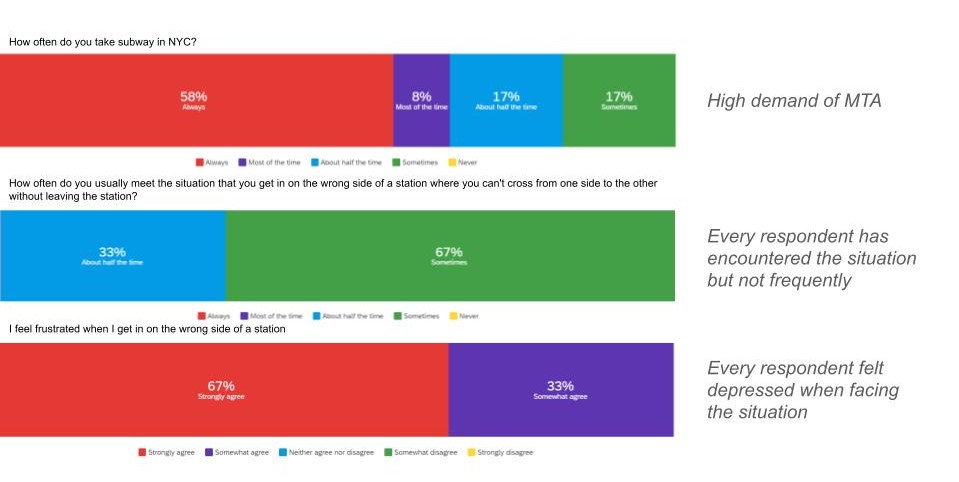 How often do you take subway in NYC?
58%
Always
8%
Most of the time
17%
About half the time
17%
Sometimes
High demand of MTA
Always Most of the time About half the time Sometimes Never
How often do you usually meet the situation that you get in on the wrong side of a station where you can't cross from one side to the other
without leaving the station?
33%
About half the time
67%
Sometimes
Every respondent has
encountered the situation
but not frequently
Always Most of the time About half the time Sometimes Never
I feel frustrated when I get in on the wrong side of a station
67%
Strongly agree
33%
Somewhat agree
Every respondent felt
depressed when facing
the situation
Strongly agree Somewhat agree Neither agree nor disagree Somewhat disagree Strongly disagree